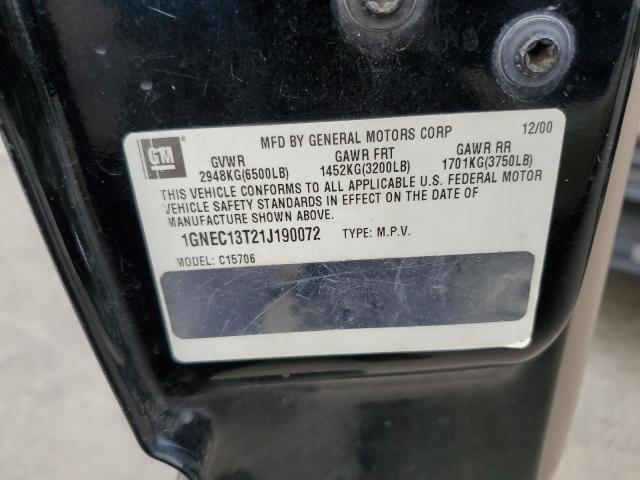 GM
MFD BY GENERAL MOTORS CORP 12/00
GVWR GAWR FRT GAWR RR
2948KG(6500LB) 1452KG(3200LB) 1701KG(3750LB)
THIS VEHICLE CONFORMS TO ALL APPLICABLE U.S. FEDERAL MOTOR
VEHICLE SAFETY STANDARDS IN EFFECT ON THE DATE OF
MANUFACTURE SHOWN ABOVE.
1GNEC13T21J190072 TYPE: M.P.V.
MODEL: C15706